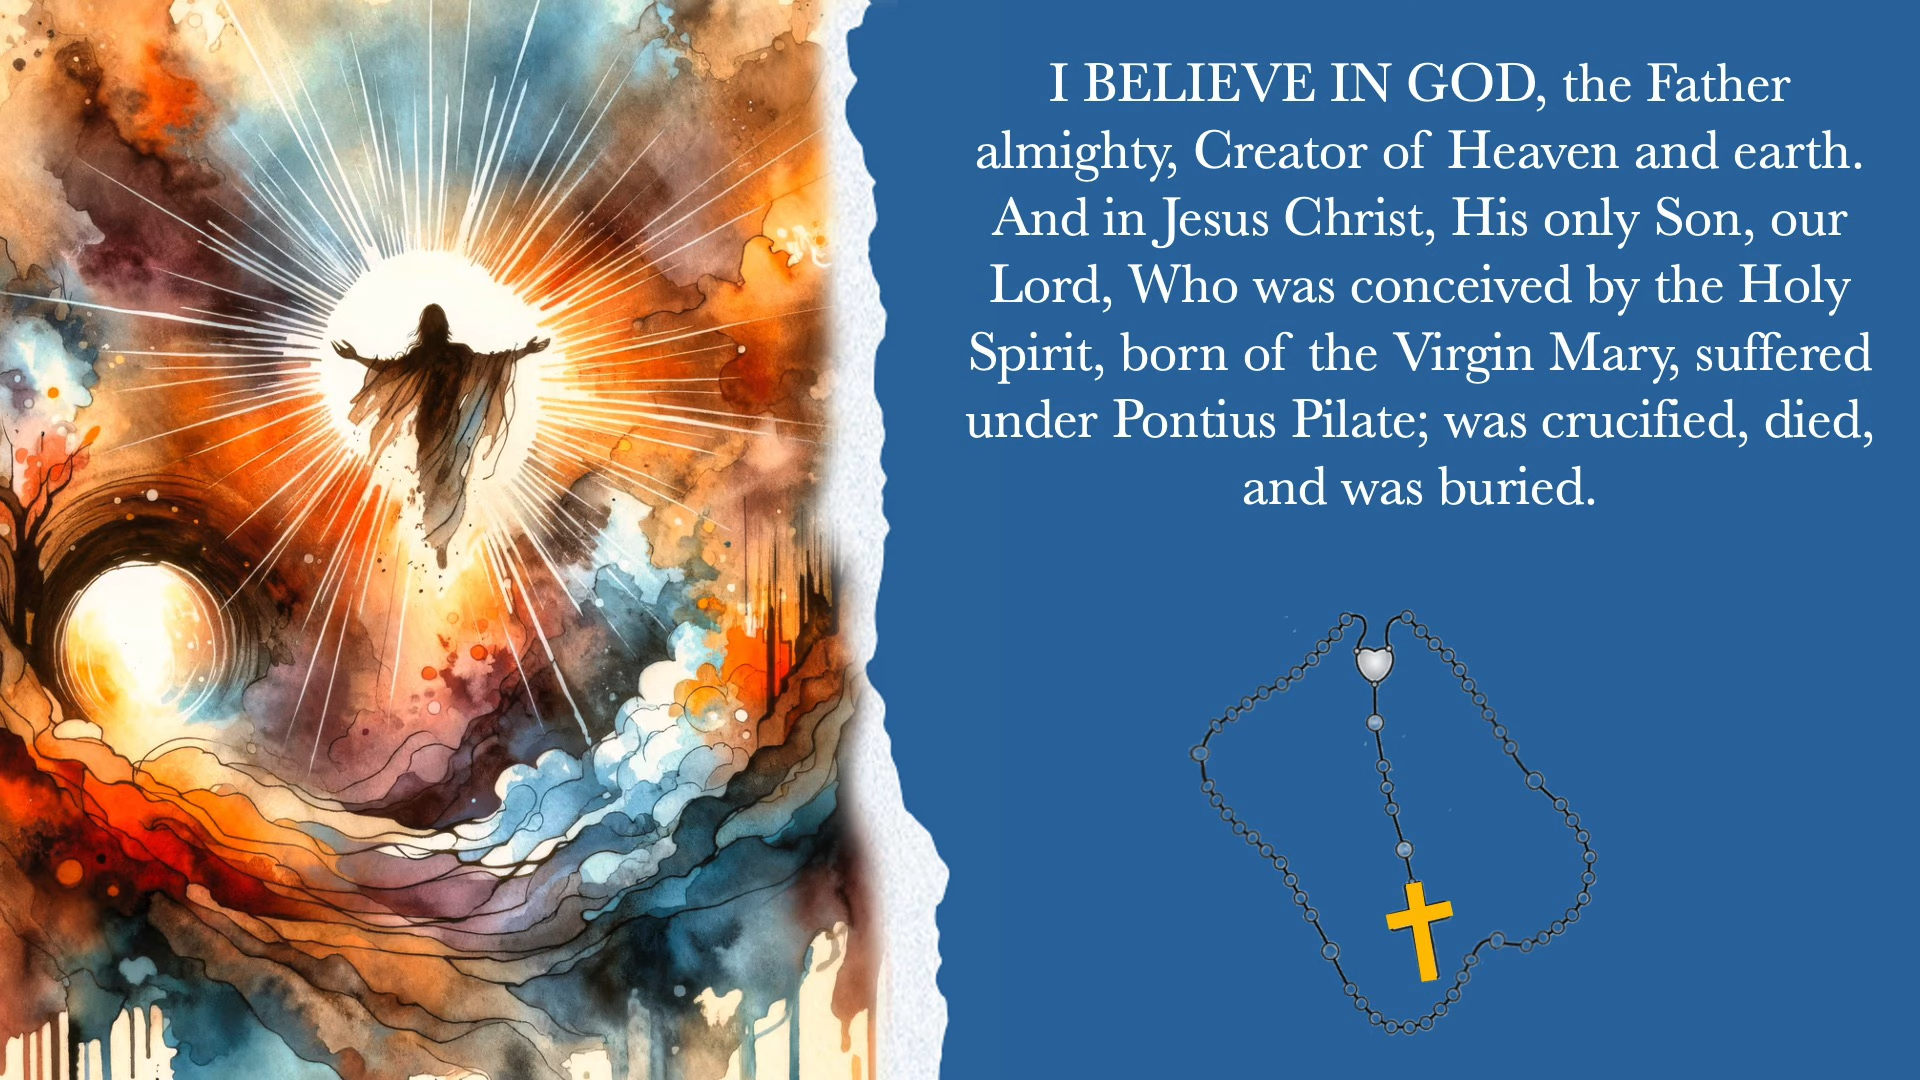 I BELIEVE IN GOD, the Father
almighty, Creator of Heaven and earth.
And in Jesus Christ, His only Son, our
Lord, Who was conceived by the Holy
Spirit, born of the Virgin Mary, suffered
under Pontius Pilate; was crucified, died,
and was buried.